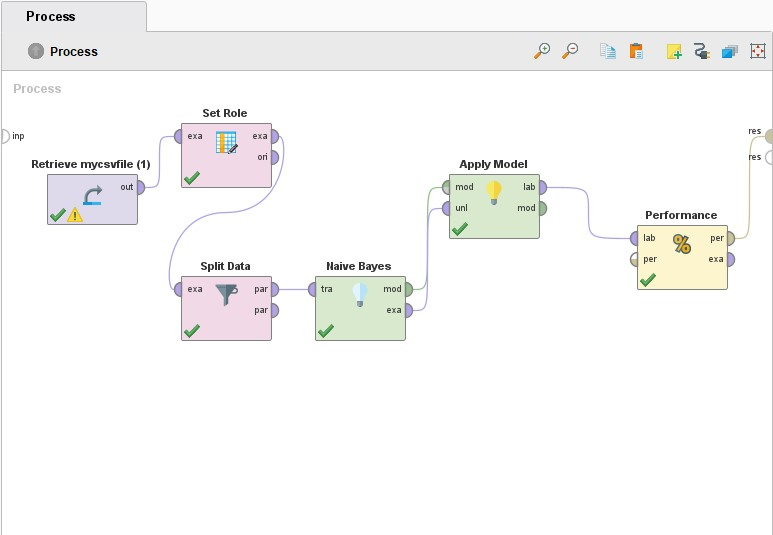 Process
Process
Process
inp
res
res
Set Role
exa exa
ori
Retrieve mycsvfile (1)
out
Apply Model
mod lab
unl mod
Performance
lab per
per exa
Split Data
exa par
par
Naive Bayes
tra mod
exa